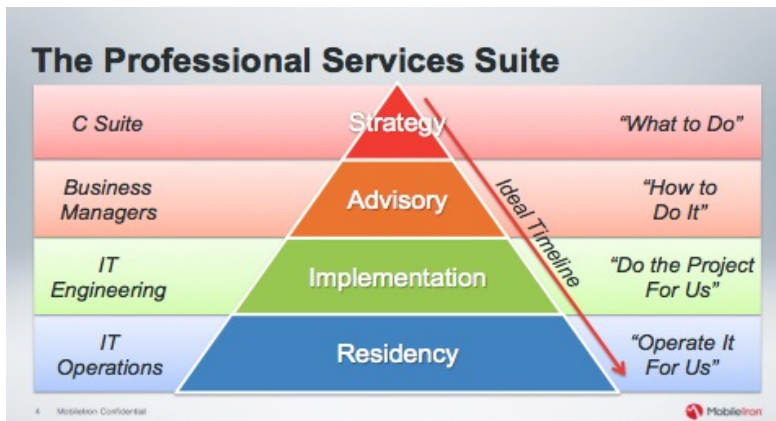 The Professional Services Suite
C Suite
Strategy
“What to Do”
Business
Managers
Advisory
“How to
Do It”
Ideal Timeline
IT
Engineering
Implementation
“Do the Project
For Us”
IT
Operations
Residency
“Operate It
For Us”
4 MobileIron Confidential
MobileIron